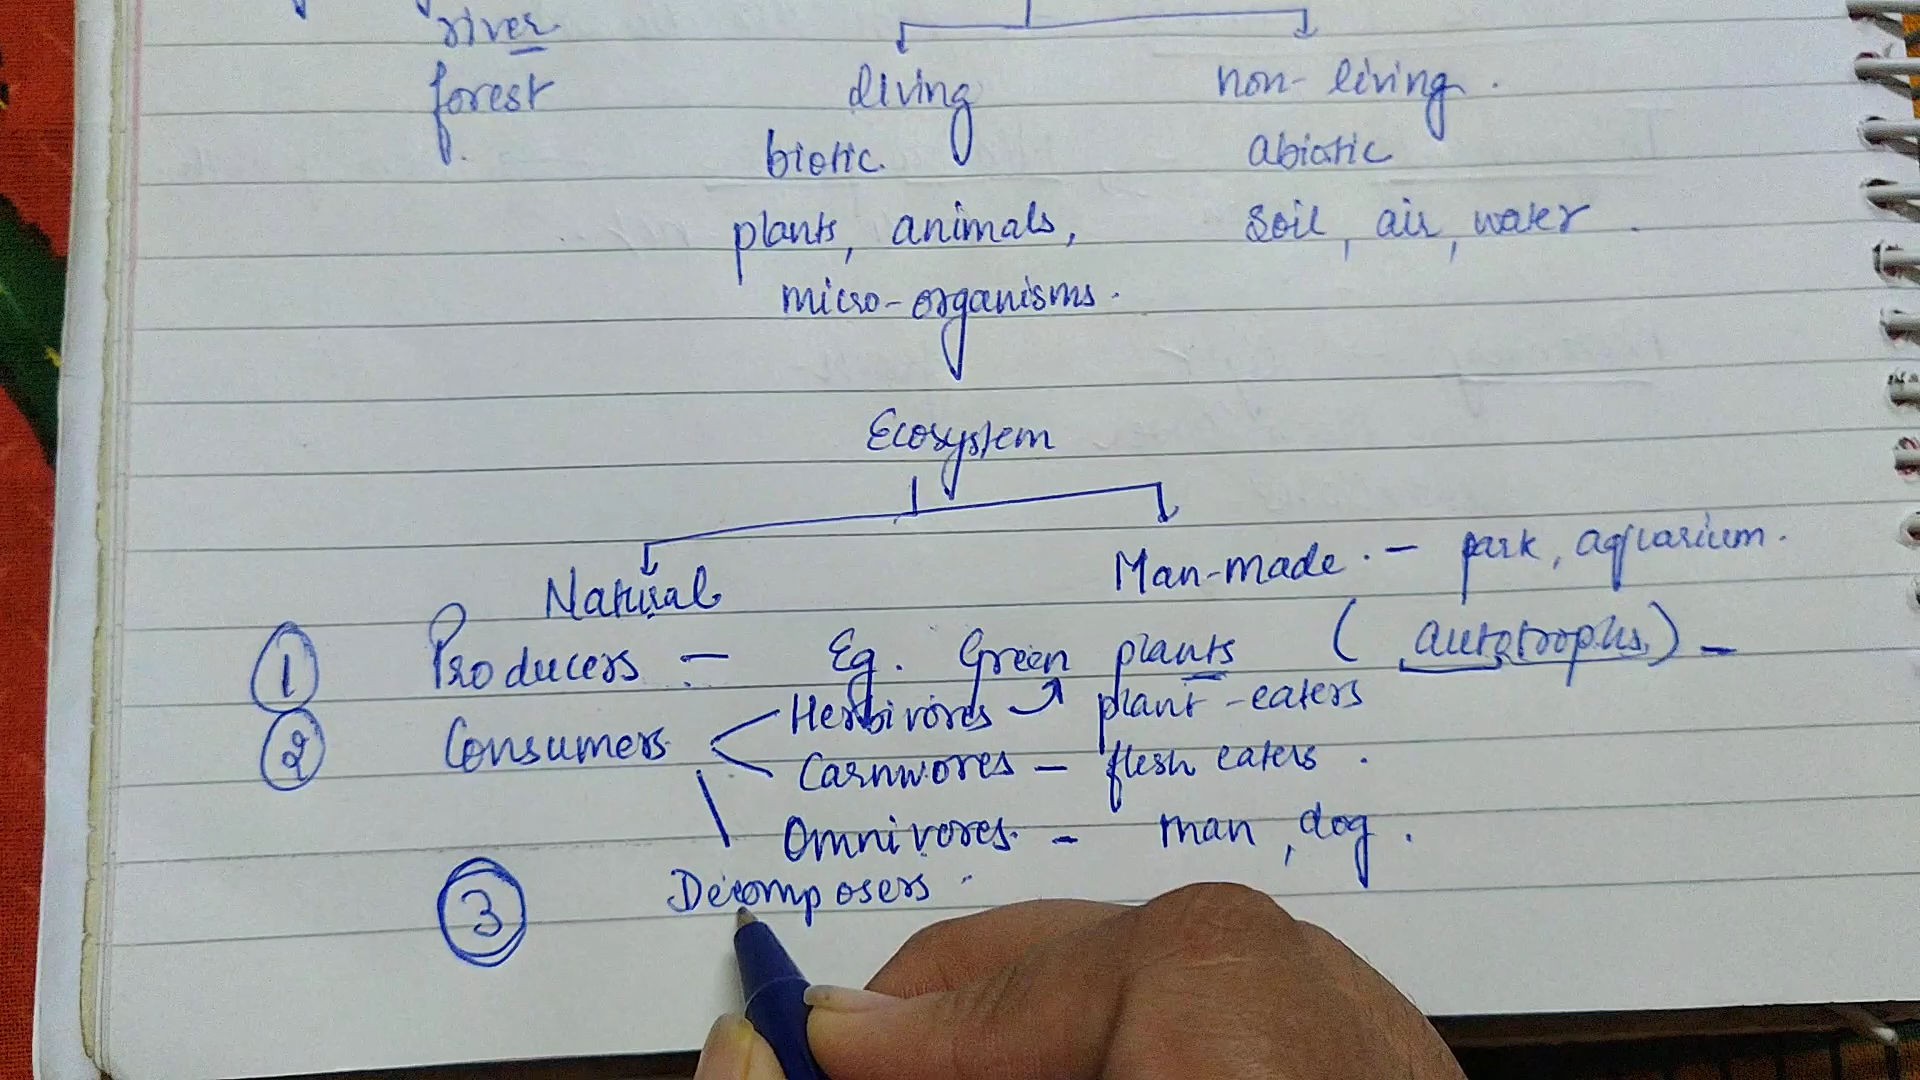 river
forest
living
non-living.
biotic.
abiotic
plants, animals,
soil, air, water.
micro-organisms.
Ecosystem
Natural
Man-made. - park, aquarium.
1 Producers - Eg. Green plants (autotrophs) -
2 Consumers Herbivores plant-eaters
Carnivores - flesh eaters.
Omnivores. - man, dog.
3 Decomposers.